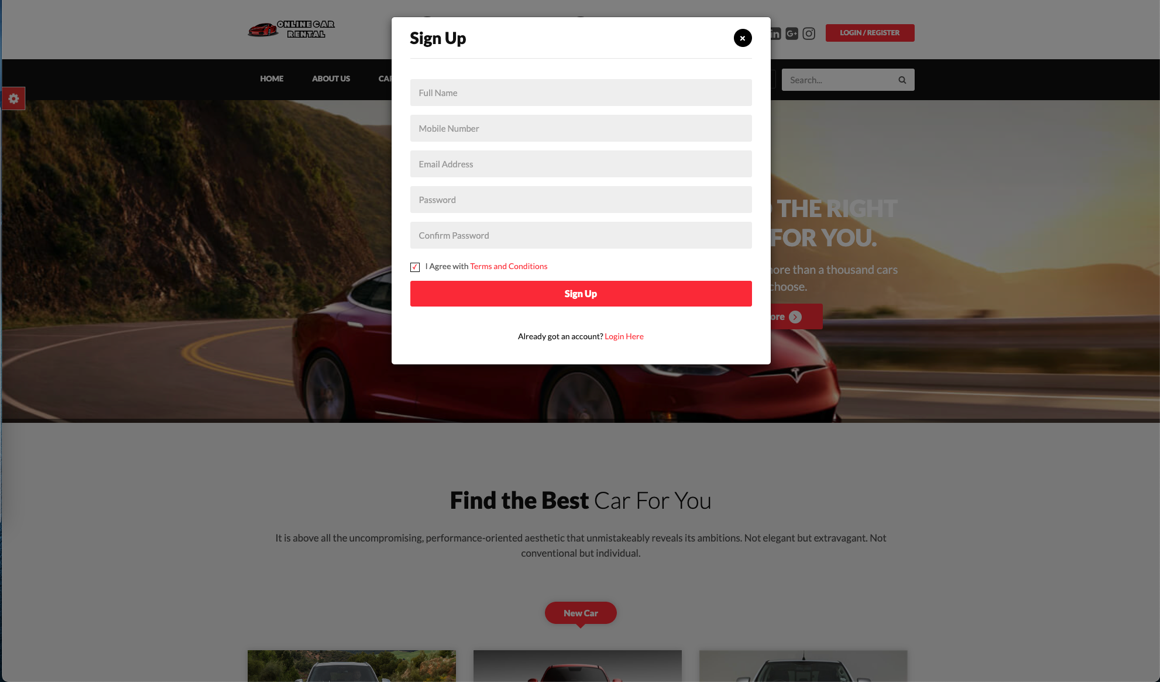 ONLINE CAR
RENTAL
in
G+
LOGIN / REGISTER
HOME
ABOUT US
Search...
Sign Up
Full Name
Mobile Number
Email Address
Password
Confirm Password
I Agree with Terms and Conditions
Sign Up
Already got an account? Login Here
THE RIGHT
FOR YOU.
more than a thousand cars
choose.
Find the Best Car For You
It is above all the uncompromising, performance-oriented aesthetic that unmistakeably reveals its ambitions. Not elegant but extravagant. Not
conventional but individual.
New Car